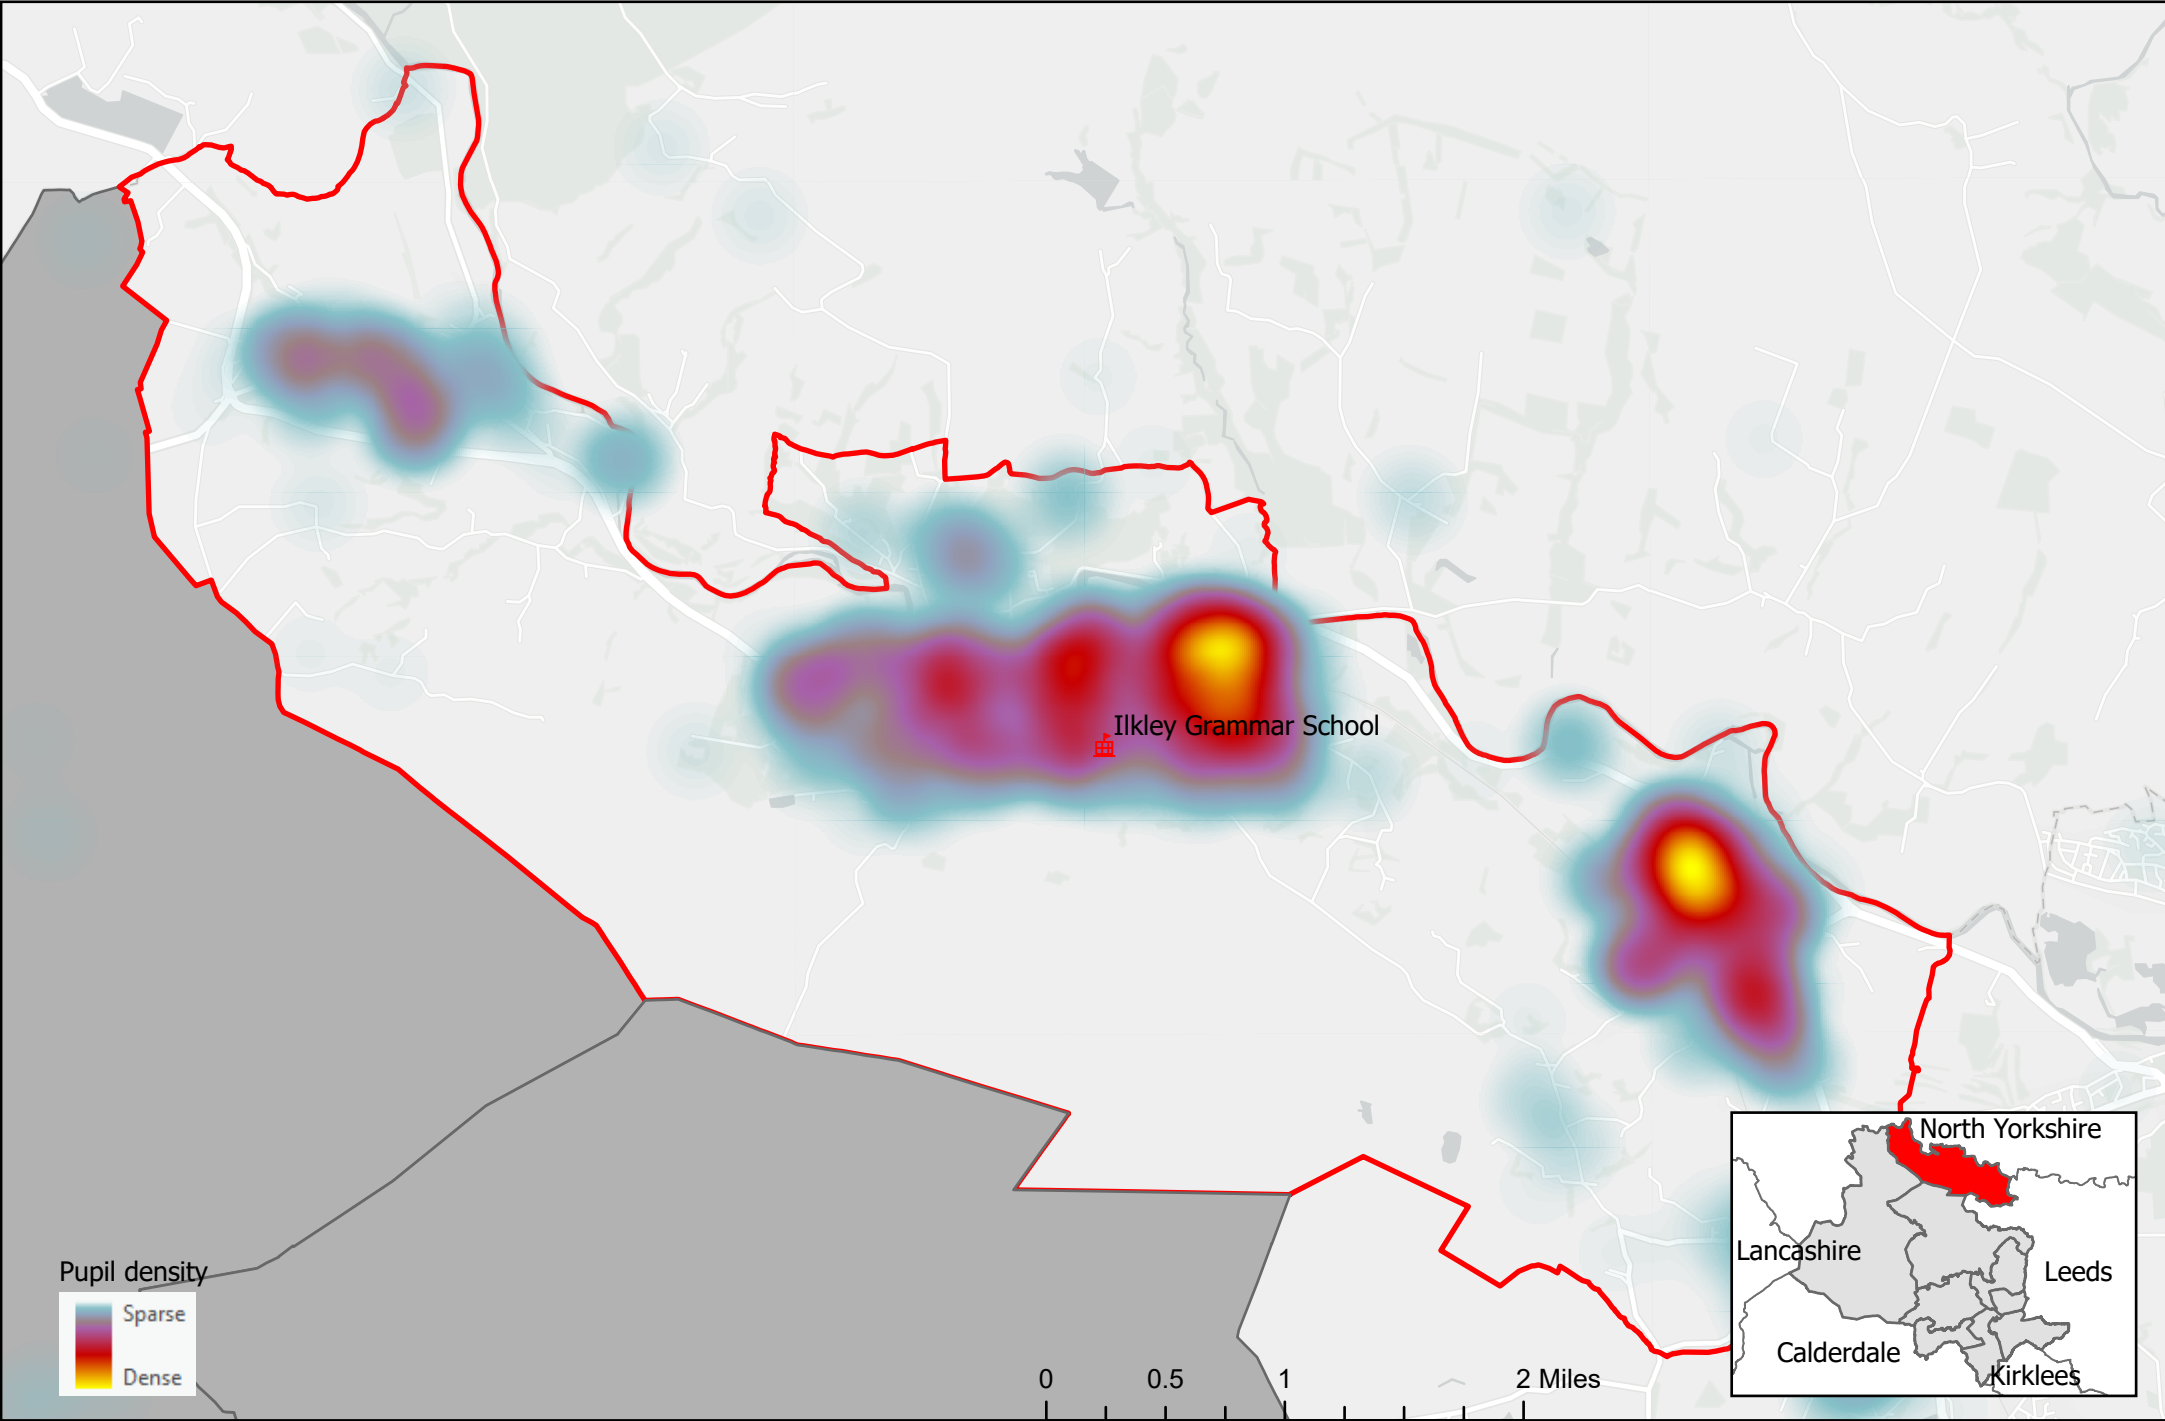 Ilkley Grammar School
North Yorkshire
Lancashire
Leeds
Calderdale
Kirklees
Pupil density
Sparse
Dense
0 0.5 1 2 Miles